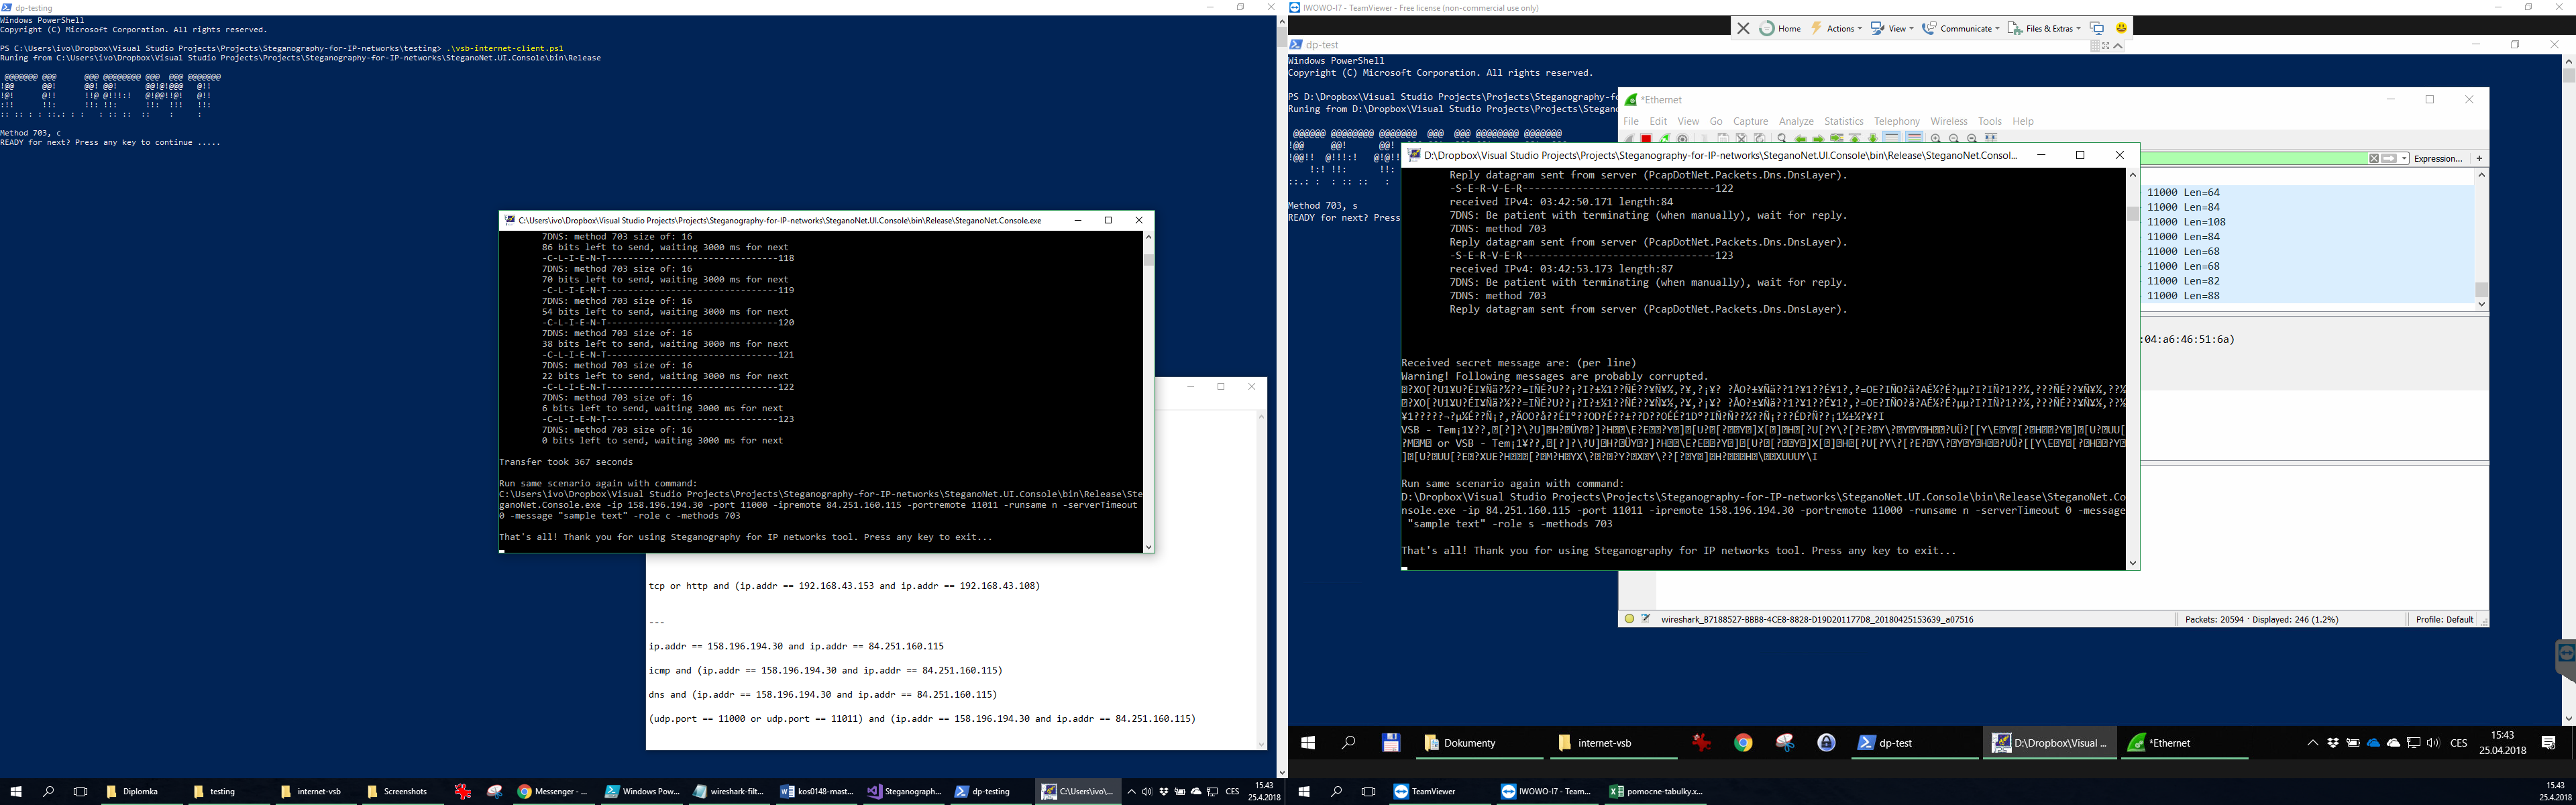 dp-testing
Windows PowerShell
Copyright (C) Microsoft Corporation. All rights reserved.
PS C:\Users\ivo\Dropbox\Visual Studio Projects\Projects\Steganography-for-IP-networks\testing> .\vsb-internet-client.ps1
Runing from C:\Users\ivo\Dropbox\Visual Studio Projects\Projects\Steganography-for-IP-networks\SteganoNet.UI.Console\bin\Release
Method 703, c
READY for next? Press any key to continue .....
C:\Users\ivo\Dropbox\Visual Studio Projects\Projects\Steganography-for-IP-networks\SteganoNet.UI.Console\bin\Release\SteganoNet.Console.exe
7DNS: method 703 size of: 16
86 bits left to send, waiting 3000 ms for next
-C-L-I-E-N-T--------------------------------118
7DNS: method 703 size of: 16
70 bits left to send, waiting 3000 ms for next
-C-L-I-E-N-T--------------------------------119
7DNS: method 703 size of: 16
54 bits left to send, waiting 3000 ms for next
-C-L-I-E-N-T--------------------------------120
7DNS: method 703 size of: 16
38 bits left to send, waiting 3000 ms for next
-C-L-I-E-N-T--------------------------------121
7DNS: method 703 size of: 16
22 bits left to send, waiting 3000 ms for next
-C-L-I-E-N-T--------------------------------122
7DNS: method 703 size of: 16
6 bits left to send, waiting 3000 ms for next
-C-L-I-E-N-T--------------------------------123
7DNS: method 703 size of: 16
0 bits left to send, waiting 3000 ms for next
Transfer took 367 seconds
Run same scenario again with command:
C:\Users\ivo\Dropbox\Visual Studio Projects\Projects\Steganography-for-IP-networks\SteganoNet.UI.Console\bin\Release\Ste
ganoNet.Console.exe -ip 158.196.194.30 -port 11000 -ipremote 84.251.160.115 -portremote 11011 -runsame n -serverTimeout
0 -message "sample text" -role c -methods 703
That's all! Thank you for using Steganography for IP networks tool. Press any key to exit...
tcp or http and (ip.addr == 192.168.43.153 and ip.addr == 192.168.43.108)
---
ip.addr == 158.196.194.30 and ip.addr == 84.251.160.115
icmp and (ip.addr == 158.196.194.30 and ip.addr == 84.251.160.115)
dns and (ip.addr == 158.196.194.30 and ip.addr == 84.251.160.115)
(udp.port == 11000 or udp.port == 11011) and (ip.addr == 158.196.194.30 and ip.addr == 84.251.160.115)
Diplomka
testing
internet-vsb
Screenshots
Messenger - ...
Windows Pow...
wireshark-filt...
kos0148-mast...
Steganograph...
dp-testing
C:\Users\ivo\...
CES
15.43
25.4.2018
IWOWO-I7 - TeamViewer - Free license (non-commercial use only)
Home
Actions
View
Communicate
Files & Extras
dp-test
Windows PowerShell
Copyright (C) Microsoft Corporation. All rights reserved.
PS D:\Dropbox\Visual Studio Projects\Projects\Steganography-fo
Runing from D:\Dropbox\Visual Studio Projects\Projects\Stegano
Method 703, s
READY for next? Press
*Ethernet
File Edit View Go Capture Analyze Statistics Telephony Wireless Tools Help
Expression...
D:\Dropbox\Visual Studio Projects\Projects\Steganography-for-IP-networks\SteganoNet.UI.Console\bin\Release\SteganoNet.Consol...
Reply datagram sent from server (PcapDotNet.Packets.Dns.DnsLayer).
-S-E-R-V-E-R--------------------------------122
received IPv4: 03:42:50.171 length:84
7DNS: Be patient with terminating (when manually), wait for reply.
7DNS: method 703
Reply datagram sent from server (PcapDotNet.Packets.Dns.DnsLayer).
-S-E-R-V-E-R--------------------------------123
received IPv4: 03:42:53.173 length:87
7DNS: Be patient with terminating (when manually), wait for reply.
7DNS: method 703
Reply datagram sent from server (PcapDotNet.Packets.Dns.DnsLayer).
Received secret message are: (per line)
Warning! Following messages are probably corrupted.
Run same scenario again with command:
D:\Dropbox\Visual Studio Projects\Projects\Steganography-for-IP-networks\SteganoNet.UI.Console\bin\Release\SteganoNet.Co
nsole.exe -ip 84.251.160.115 -port 11011 -ipremote 158.196.194.30 -portremote 11000 -runsame n -serverTimeout 0 -message
"sample text" -role s -methods 703
That's all! Thank you for using Steganography for IP networks tool. Press any key to exit...
11000 Len=64
11000 Len=84
11000 Len=108
11000 Len=84
11000 Len=68
11000 Len=68
11000 Len=82
11000 Len=88
:04:a6:46:51:6a)
wireshark_B7188527-BBB8-4CE8-8828-D19D201177D8_20180425153639_a07516
Packets: 20594 · Displayed: 246 (1.2%)
Profile: Default
Dokumenty
internet-vsb
dp-test
D:\Dropbox\Visual ...
*Ethernet
CES
15:43
25.04.2018
TeamViewer
IWOWO-I7 - Team...
pomocne-tabulky.x...
15.43
25.4.2018